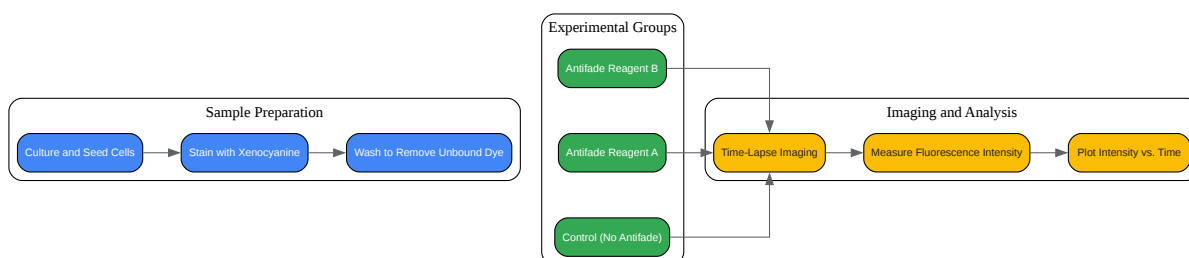 Sample Preparation
Culture and Seed Cells
Stain with Xenocyanine
Wash to Remove Unbound Dye
Experimental Groups
Antifade Reagent B
Antifade Reagent A
Control (No Antifade)
Imaging and Analysis
Time-Lapse Imaging
Measure Fluorescence Intensity
Plot Intensity vs. Time